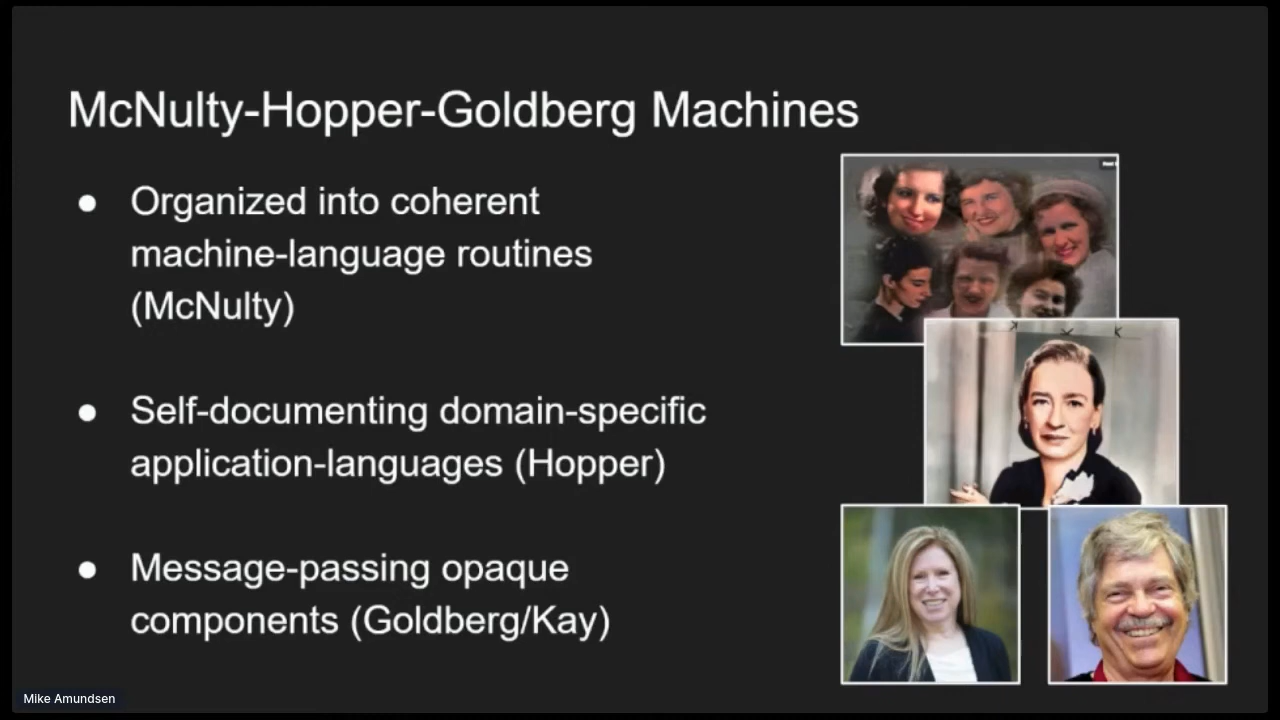 McNulty-Hopper-Goldberg Machines
● Organized into coherent
machine-language routines
(McNulty)
● Self-documenting domain-specific
application-languages (Hopper)
● Message-passing opaque
components (Goldberg/Kay)
Mike Amundsen